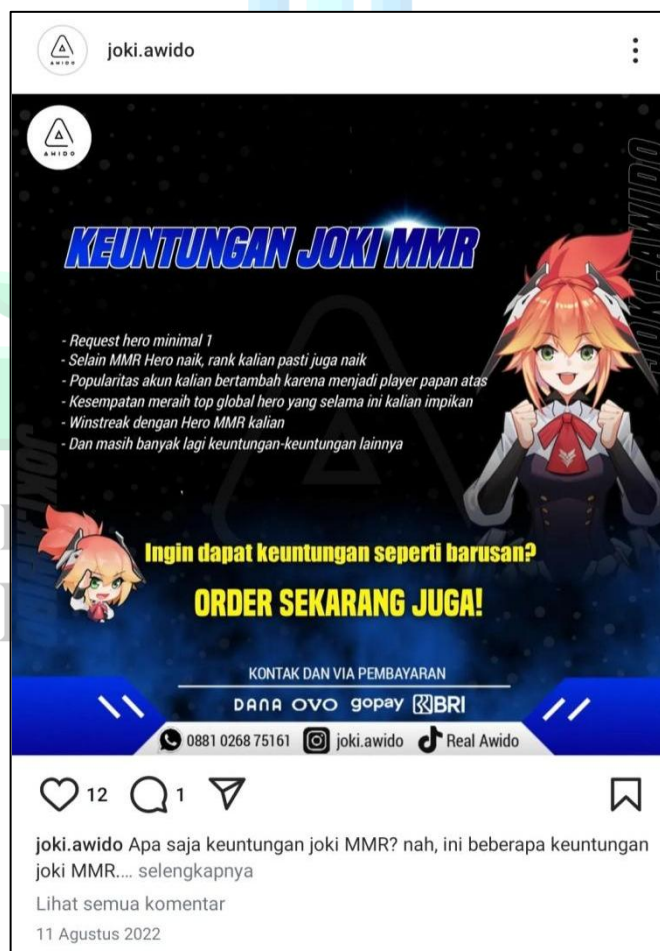 joki.awido
AWIDO
AWIDO
KEUNTUNGAN JOKI MMR
- Request hero minimal 1
- Selain MMR Hero naik, rank kalian pasti juga naik
- Popularitas akun kalian bertambah karena menjadi player papan atas
- Kesempatan meraih top global hero yang selama ini kalian impikan
- Winstreak dengan Hero MMR kalian
- Dan masih banyak lagi keuntungan-keuntungan lainnya
Ingin dapat keuntungan seperti barusan?
ORDER SEKARANG JUGA!
KONTAK DAN VIA PEMBAYARAN
DANA OVO gopay BRI
0881 0268 75161 joki.awido Real Awido
12 1
joki.awido Apa saja keuntungan joki MMR? nah, ini beberapa keuntungan
joki MMR.... selengkapnya
Lihat semua komentar
11 Agustus 2022